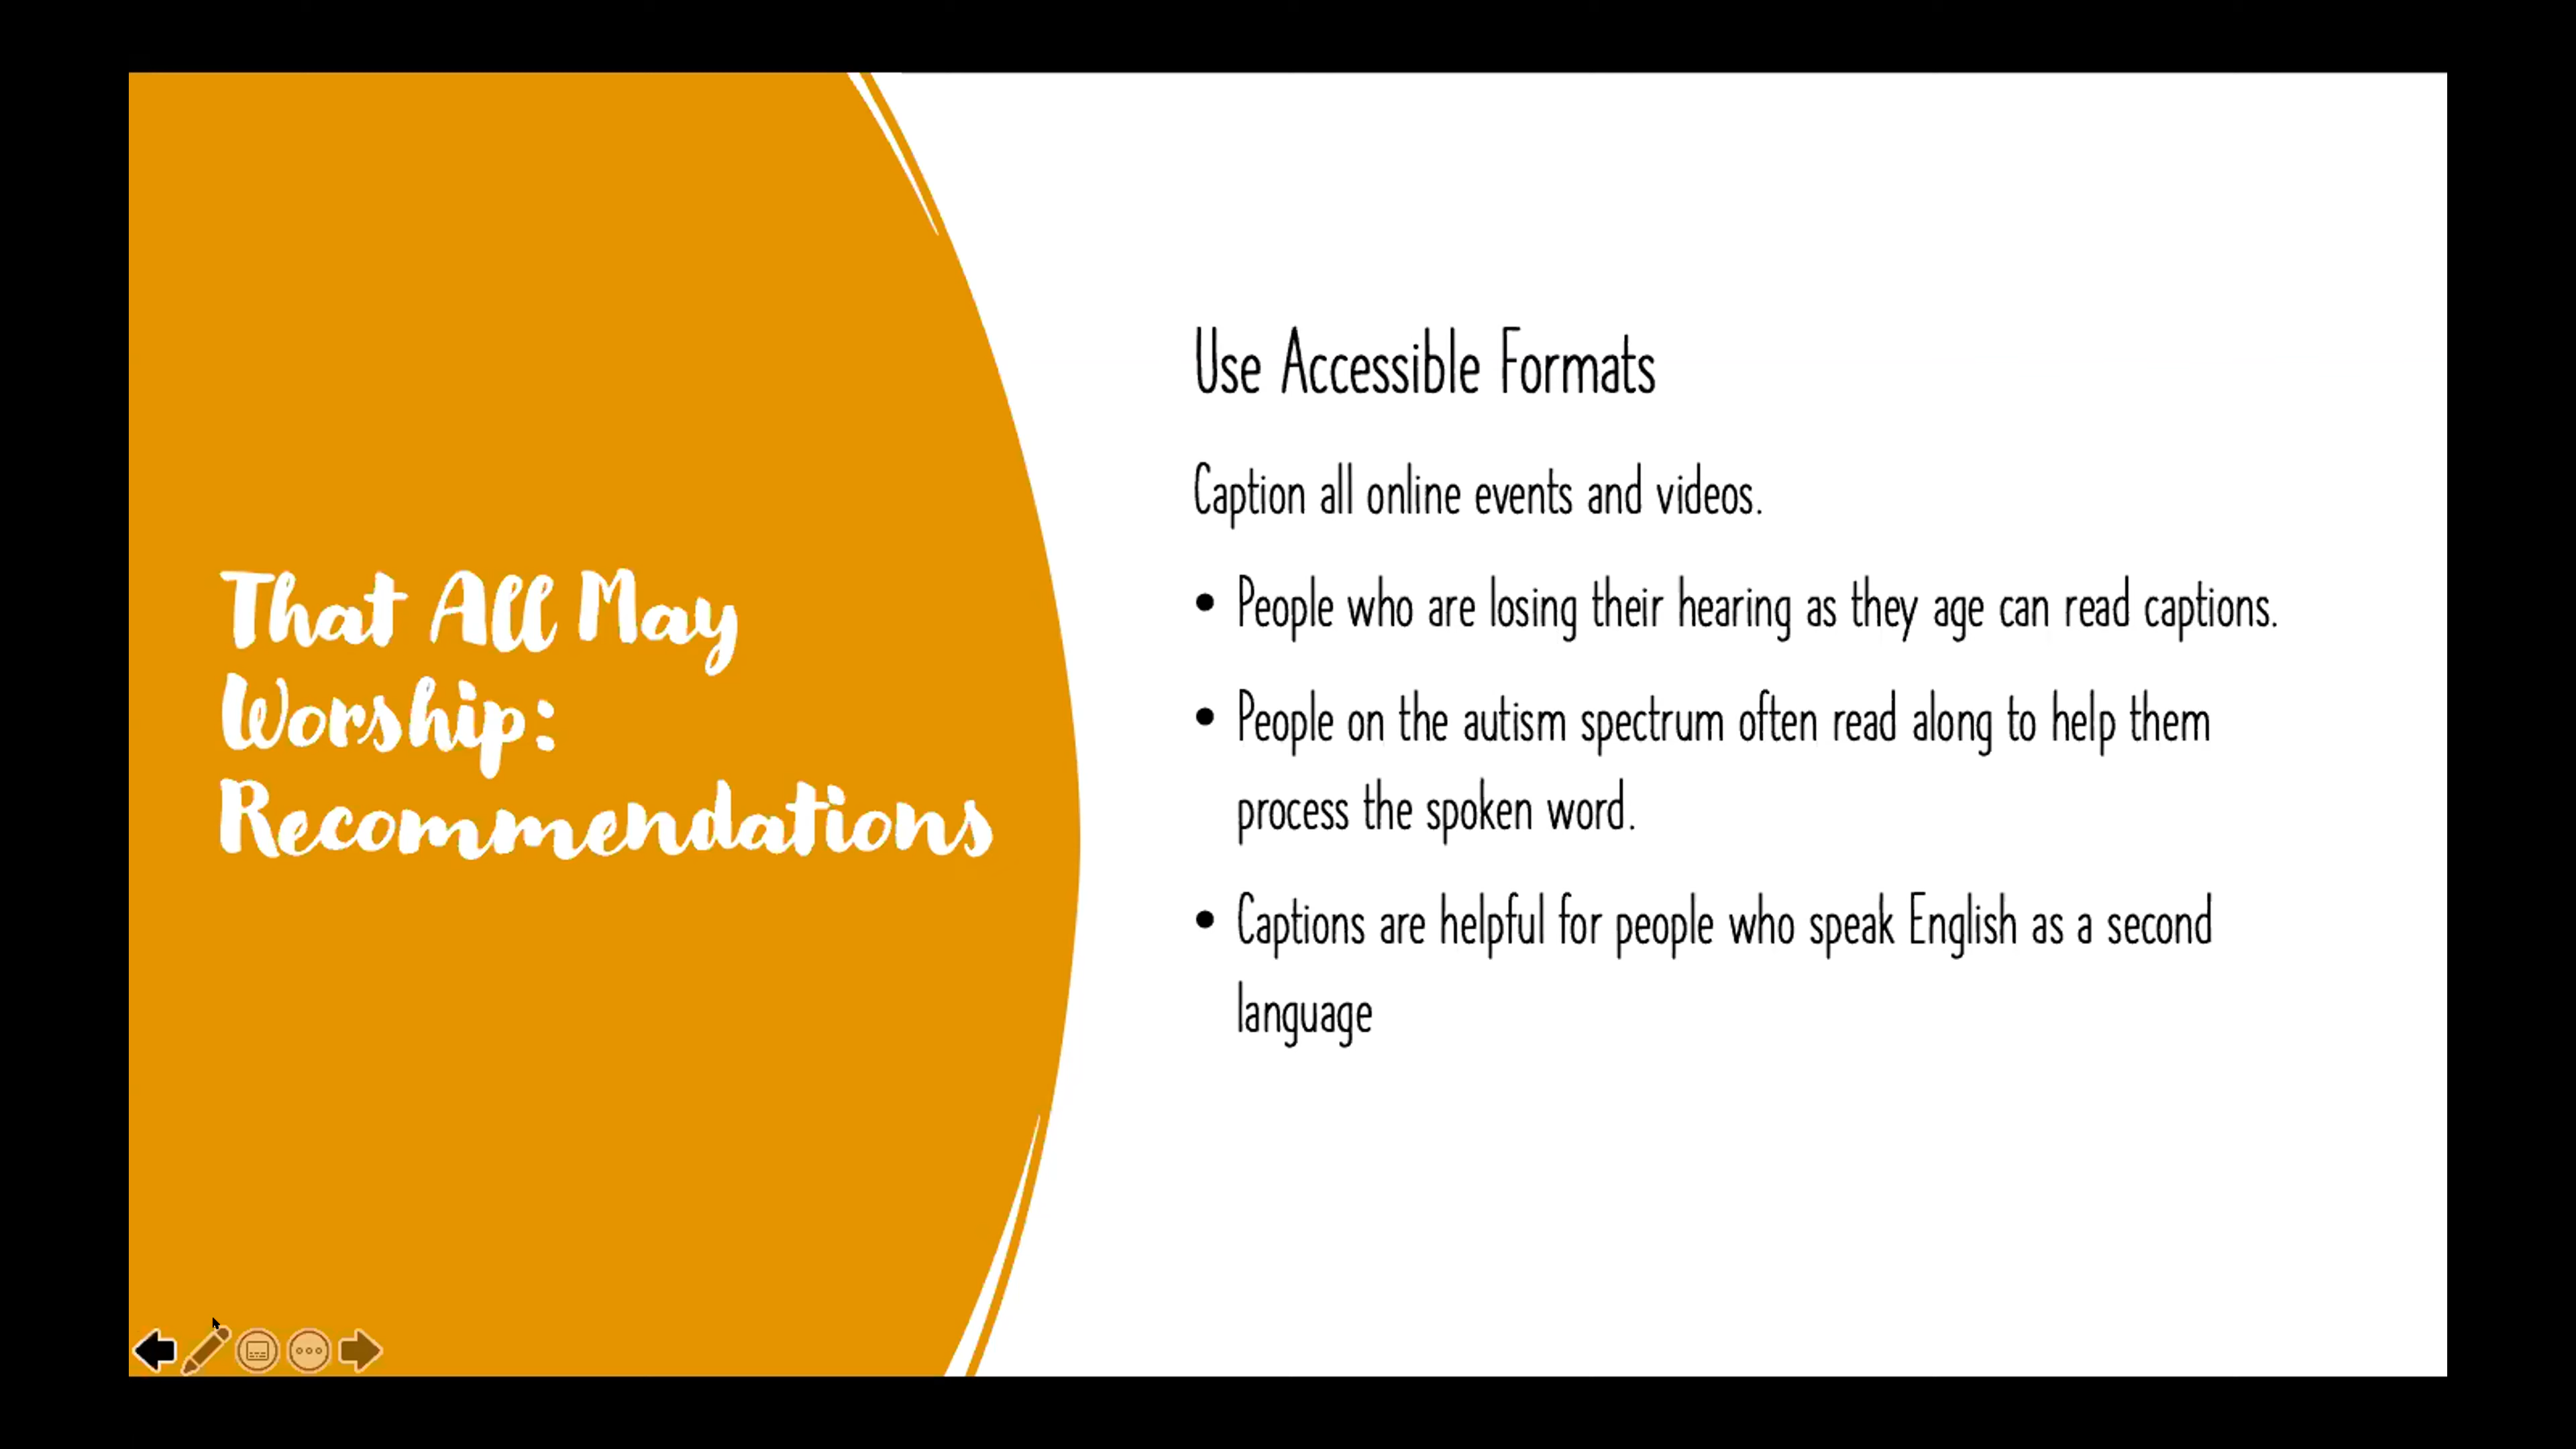 That All May
Worship:
Recommendations
Use Accessible Formats
Caption all online events and videos.
• People who are losing their hearing as they age can read captions.
• People on the autism spectrum often read along to help them
process the spoken word.
• Captions are helpful for people who speak English as a second
language